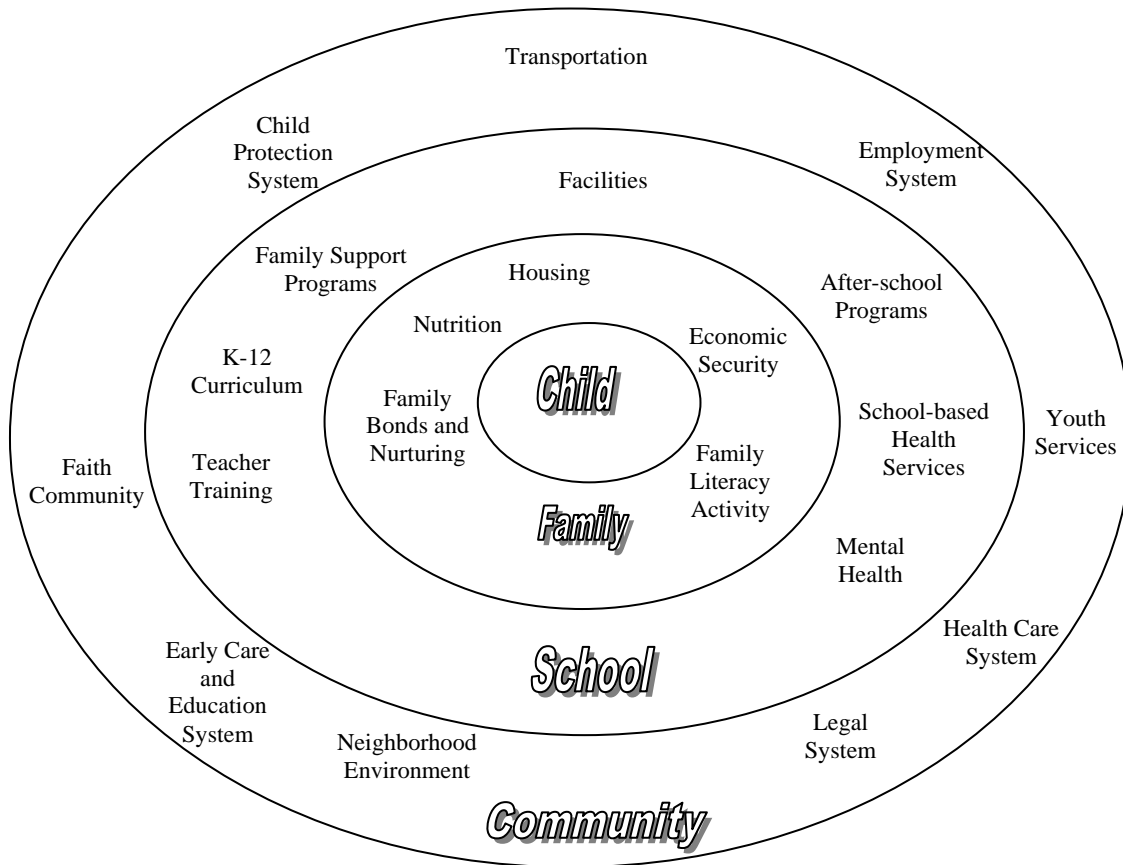 Transportation
Child
Protection
System
Employment
System
Facilities
Family Support
Programs
Housing
After-school
Programs
Nutrition
Economic
Security
K-12
Curriculum
Child
Family
Bonds and
Nurturing
School-based
Health
Services
Youth
Services
Faith
Community
Teacher
Training
Family
Literacy
Activity
Family
Mental
Health
Health Care
System
Early Care
and
Education
System
School
Legal
System
Neighborhood
Environment
Community